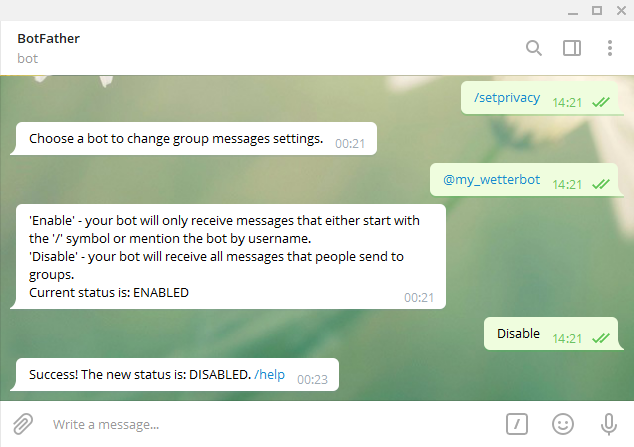 BotFather
bot
/setprivacy 14:21
Choose a bot to change group messages settings. 00:21
@my_wetterbot 14:21
'Enable' - your bot will only receive messages that either start with
the '/' symbol or mention the bot by username.
'Disable' - your bot will receive all messages that people send to
groups.
Current status is: ENABLED 00:21
Disable 14:21
Success! The new status is: DISABLED. /help 00:23
Write a message...